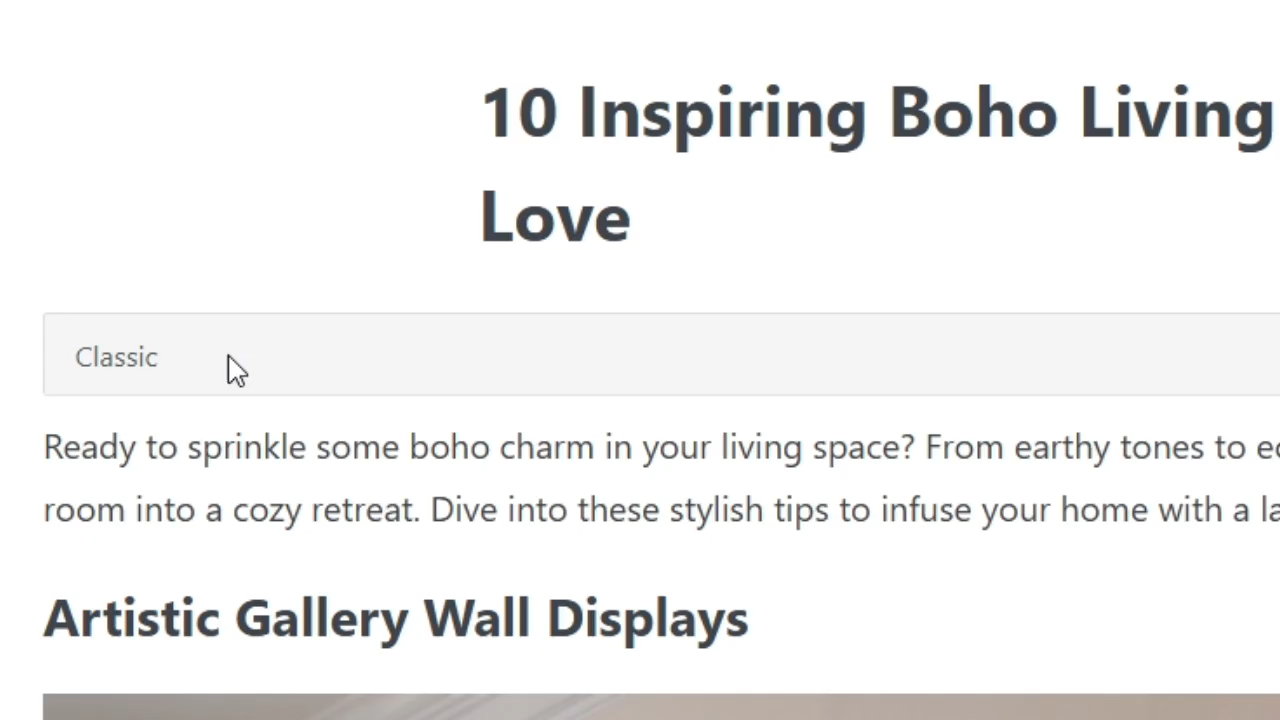 10 Inspiring Boho Living
Love
Classic
Ready to sprinkle some boho charm in your living space? From earthy tones to
room into a cozy retreat. Dive into these stylish tips to infuse your home with a
Artistic Gallery Wall Displays